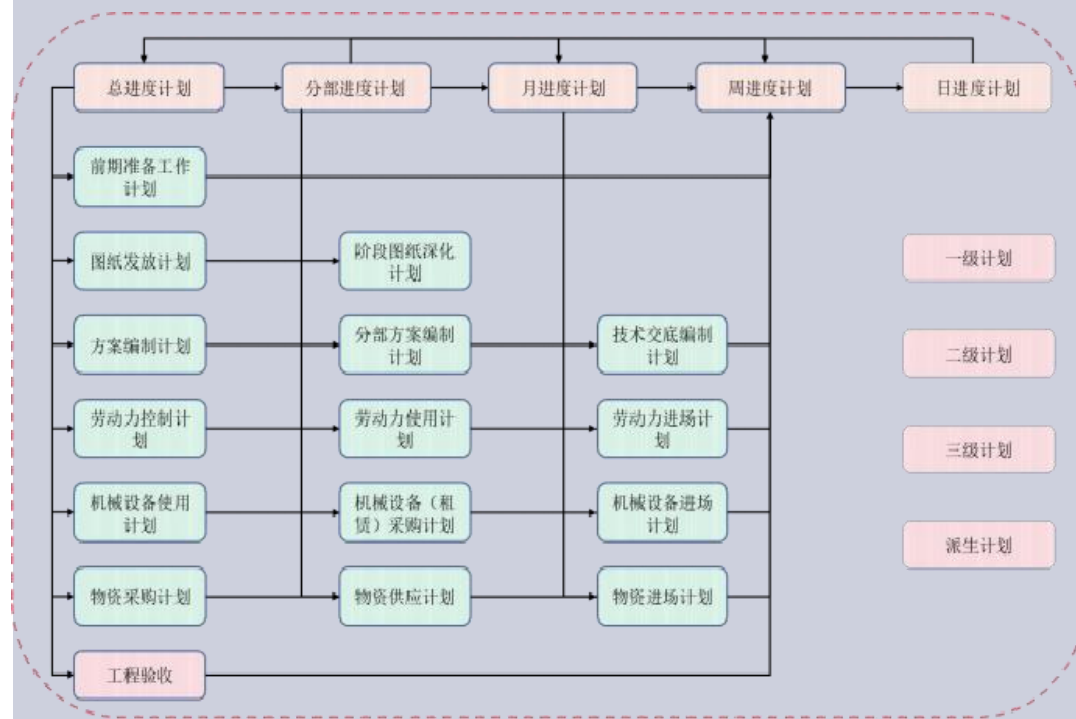 总进度计划
分部进度计划
月进度计划
周进度计划
日进度计划
前期准备工作
计划
图纸发放计划
阶段图纸深化
计划
一级计划
方案编制计划
分部方案编制
计划
技术交底编制
计划
二级计划
劳动力控制计
划
劳动力使用计
划
劳动力进场计
划
三级计划
机械设备使用
计划
机械设备（租
赁）采购计划
机械设备进场
计划
派生计划
物资采购计划
物资供应计划
物资进场计划
工程验收